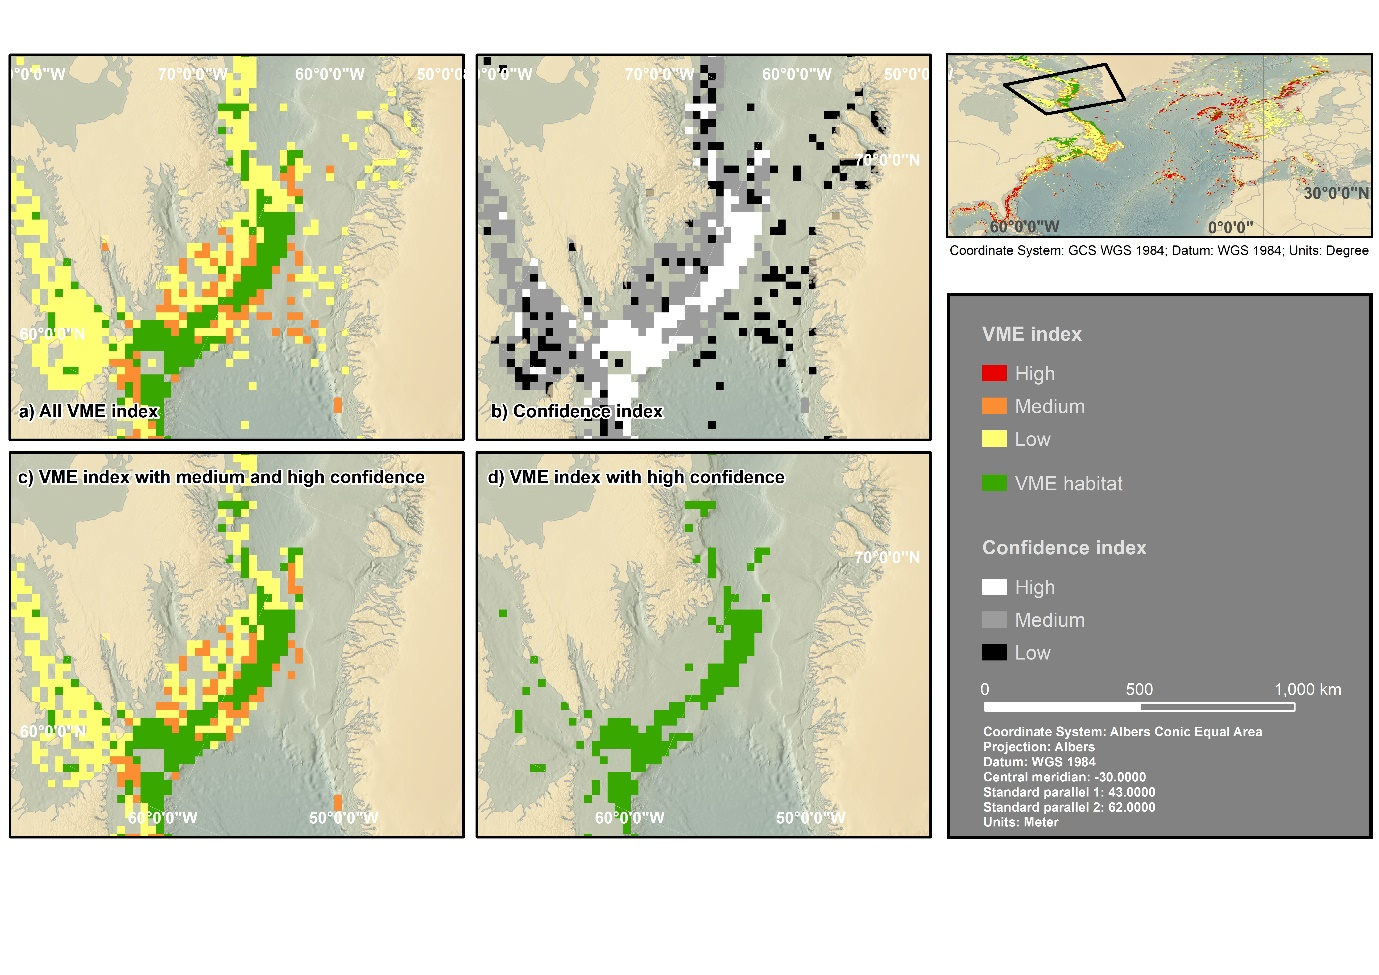 0°0'0"W 70°0'0"W 60°0'0"W 50°0'0
60°0'0"N
a) All VME index
0°0'0"W 70°0'0"W 60°0'0"W 50°0'0
70°0'0"N
b) Confidence index
30°0'0"N
60°0'0"W 0°0'0"
Coordinate System: GCS WGS 1984; Datum: WGS 1984; Units: Degree
c) VME index with medium and high confidence
60°0'0"N
60°0'0"W 50°0'0"W
d) VME index with high confidence
70°0'0"N
60°0'0"W 50°0'0"W
VME index
High
Medium
Low
VME habitat
Confidence index
High
Medium
Low
0 500 1,000 km
Coordinate System: Albers Conic Equal Area
Projection: Albers
Datum: WGS 1984
Central meridian: -30.0000
Standard parallel 1: 43.0000
Standard parallel 2: 62.0000
Units: Meter